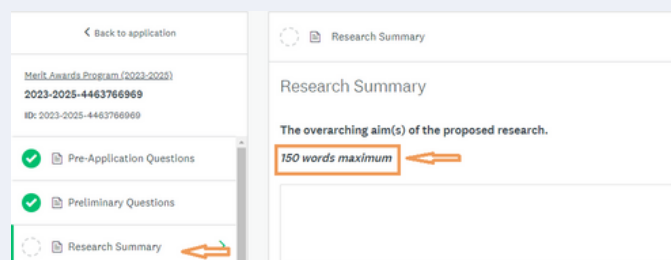 Back to application
Merit Awards Program (2023-2025)
2023-2025-4463766969
ID: 2023-2025-4463766969
Pre-Application Questions
Preliminary Questions
Research Summary
Research Summary
Research Summary
The overarching aim(s) of the proposed research.
150 words maximum